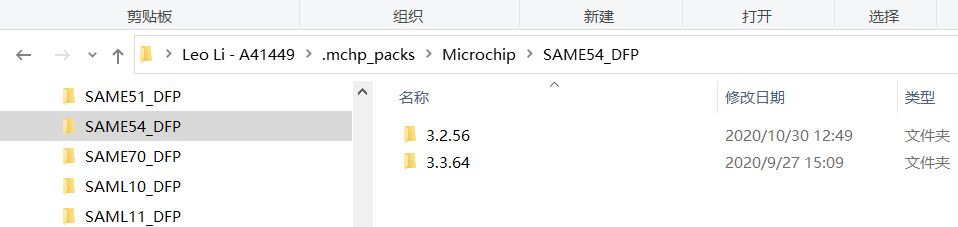 剪贴板 组织 新建 打开 选择
Leo Li - A41449 .mchp_packs Microchip SAME54_DFP
SAME51_DFP
SAME54_DFP
SAME70_DFP
SAML10_DFP
SAML11_DFP
名称 修改日期 类型
3.2.56 2020/10/30 12:49 文件夹
3.3.64 2020/9/27 15:09 文件夹